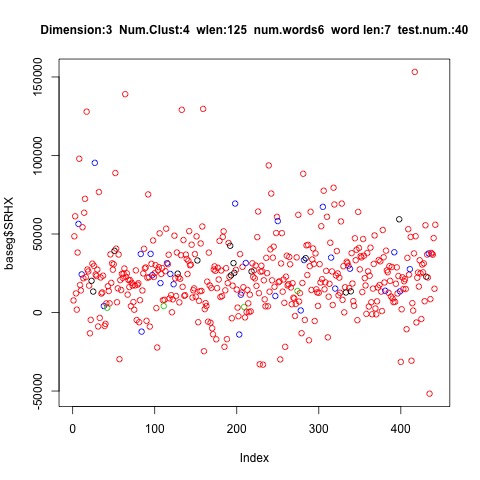 Dimension:3 Num.Clust:4 wlen:125 num.words6 word len:7 test.num.:40
baseg$SRHX
150000
100000
50000
0
-50000
0 100 200 300 400
Index